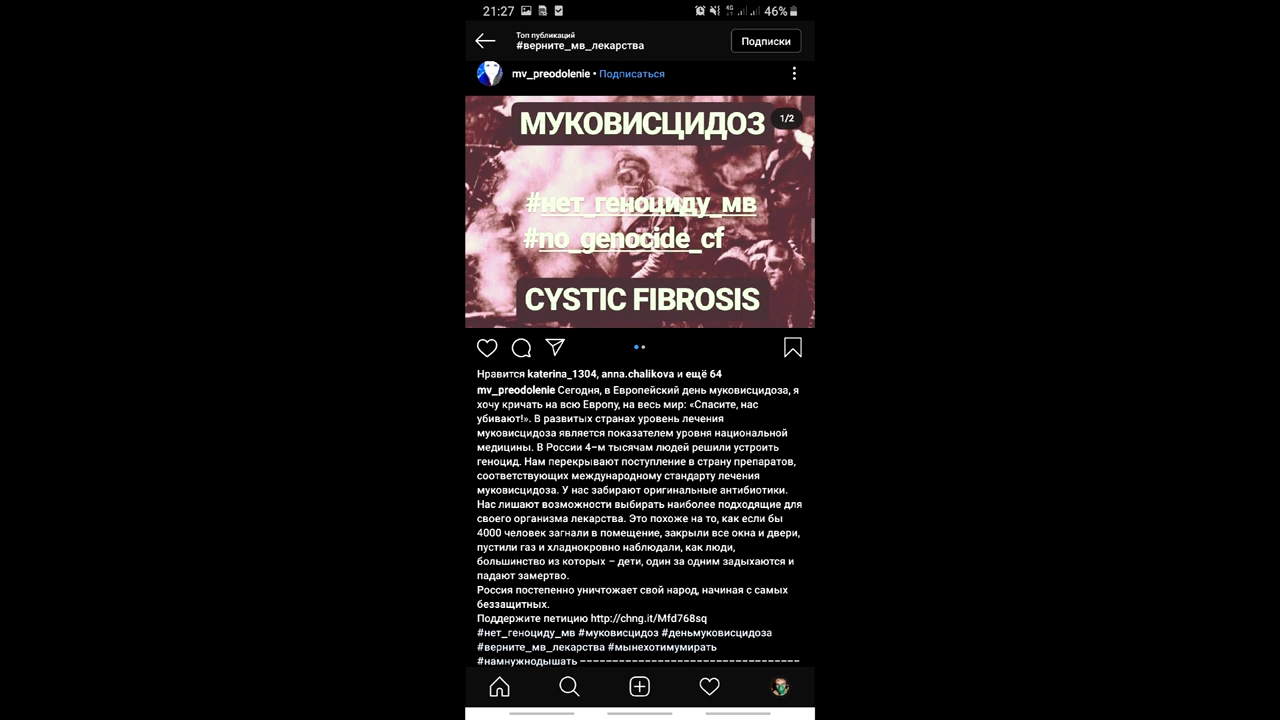 21:27
4G
46%
Топ публикаций
#верните_мв_лекарства
Подписки
mv_preodolenie • Подписаться
МУКОВИСЦИДОЗ
1/2
#нет_геноциду_мв
#no_genocide_cf
CYSTIC FIBROSIS
Нравится katerina_1304, anna.chalikova и ещё 64
mv_preodolenie Сегодня, в Европейский день муковисцидоза, я
хочу кричать на всю Европу, на весь мир: «Спасите, нас
убивают!». В развитых странах уровень лечения
муковисцидоза является показателем уровня национальной
медицины. В России 4-м тысячам людей решили устроить
геноцид. Нам перекрывают поступление в страну препаратов,
соответствующих международному стандарту лечения
муковисцидоза. У нас забирают оригинальные антибиотики.
Нас лишают возможности выбирать наиболее подходящие для
своего организма лекарства. Это похоже на то, как если бы
4000 человек загнали в помещение, закрыли все окна и двери,
пустили газ и хладнокровно наблюдали, как люди,
большинство из которых – дети, один за одним задыхаются и
падают замертво.
Россия постепенно уничтожает свой народ, начиная с самых
беззащитных.
Поддержите петицию http://chng.it/Mfd768sq
#нет_геноциду_мв #муковисцидоз #деньмуковисцидоза
#верните_мв_лекарства #мынехотимумирать
#намнужнодышать ---------------------------------